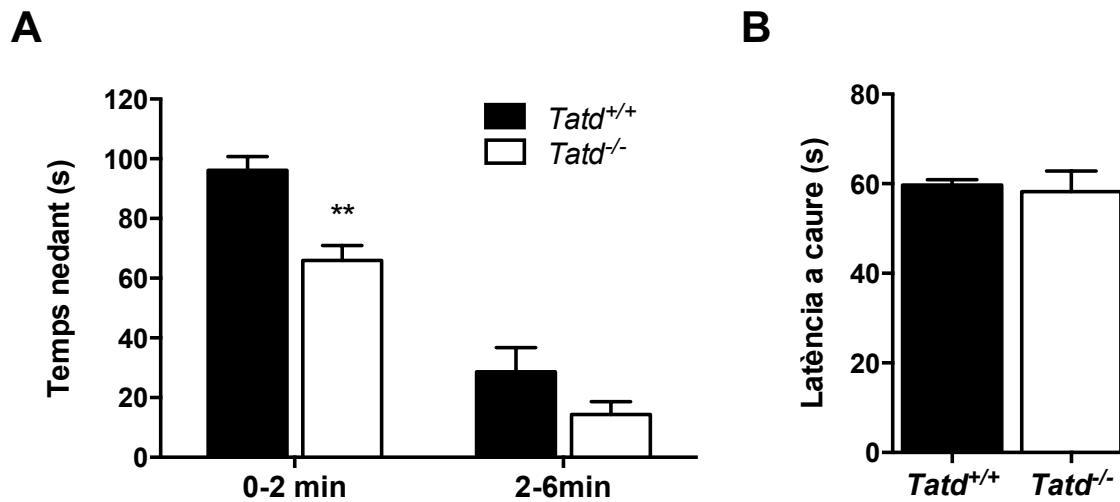 A
Temps nedant (s)
120
100
80
60
40
20
0
**
Tatd+/+
Tatd-/-
0-2 min
2-6min
B
Latència a caure (s)
80
60
40
20
0
Tatd+/+
Tatd-/-